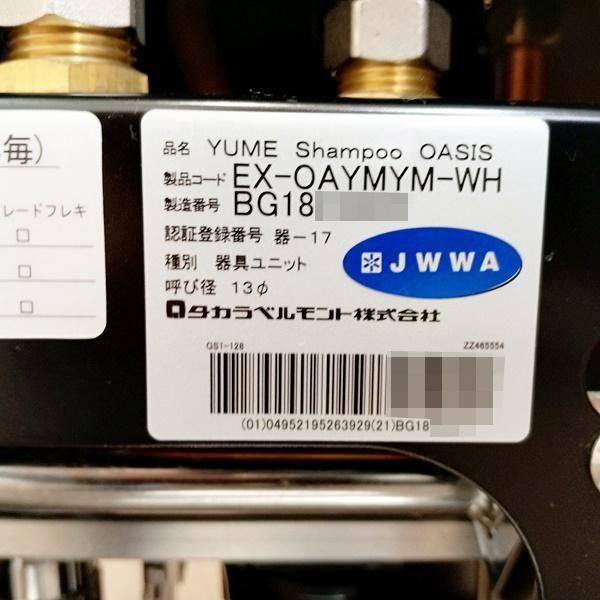 毎)
レードフレキ
品名 YUME Shampoo OASIS
製品コード EX-OAYMYM-WH
製造番号 BG18
認証登録番号 器-17
種別 器具ユニット
呼び径 13φ
JWWA
タカラベルモント株式会社
GS1-128
ZZ465554
(01)04952195263929(21)BG18